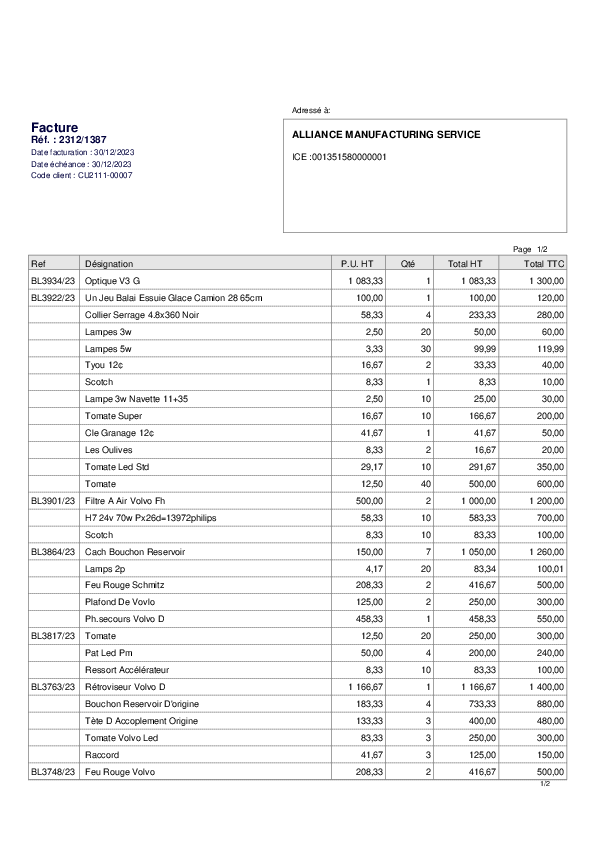 Adressé à:
Facture
Réf. : 2312/1387
Date facturation : 30/12/2023
Date échéance : 30/12/2023
Code client : CU2111-00007
ALLIANCE MANUFACTURING SERVICE
ICE :001351580000001
Page 1/2
Ref Désignation P.U. HT Qté Total HT Total TTC
BL3934/23 Optique V3 G 1 083,33 1 1 083,33 1 300,00
BL3922/23 Un Jeu Balai Essuie Glace Camion 28 65cm 100,00 1 100,00 120,00
Collier Serrage 4.8x360 Noir 58,33 4 233,33 280,00
Lampes 3w 2,50 20 50,00 60,00
Lampes 5w 3,33 30 99,99 119,99
Tyou 12¢ 16,67 2 33,33 40,00
Scotch 8,33 1 8,33 10,00
Lampe 3w Navette 11+35 2,50 10 25,00 30,00
Tomate Super 16,67 10 166,67 200,00
Cle Granage 12¢ 41,67 1 41,67 50,00
Les Oulives 8,33 2 16,67 20,00
Tomate Led Std 29,17 10 291,67 350,00
Tomate 12,50 40 500,00 600,00
BL3901/23 Filtre A Air Volvo Fh 500,00 2 1 000,00 1 200,00
H7 24v 70w Px26d=13972philips 58,33 10 583,33 700,00
Scotch 8,33 10 83,33 100,00
BL3864/23 Cach Bouchon Reservoir 150,00 7 1 050,00 1 260,00
Lamps 2p 4,17 20 83,34 100,01
Feu Rouge Schmitz 208,33 2 416,67 500,00
Plafond De Vovlo 125,00 2 250,00 300,00
Ph.secours Volvo D 458,33 1 458,33 550,00
BL3817/23 Tomate 12,50 20 250,00 300,00
Pat Led Pm 50,00 4 200,00 240,00
Ressort Accélérateur 8,33 10 83,33 100,00
BL3763/23 Rétroviseur Volvo D 1 166,67 1 1 166,67 1 400,00
Bouchon Reservoir D'origine 183,33 4 733,33 880,00
Tête D Accoplement Origine 133,33 3 400,00 480,00
Tomate Volvo Led 83,33 3 250,00 300,00
Raccord 41,67 3 125,00 150,00
BL3748/23 Feu Rouge Volvo 208,33 2 416,67 500,00
1/2